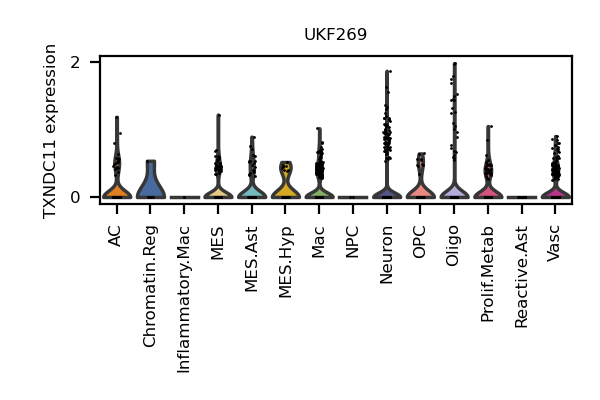 UKF269
TXNDC11 expression
2
0
AC
Chromatin.Reg
Inflammatory.Mac
MES
MES.Ast
MES.Hyp
Mac
NPC
Neuron
OPC
Oligo
Prolif.Metab
Reactive.Ast
Vasc